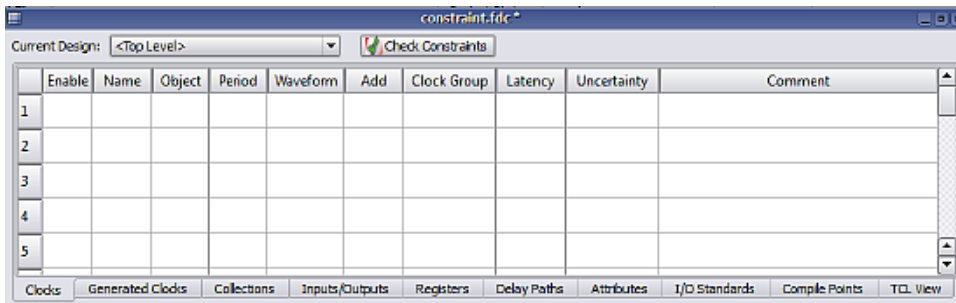 constraint.fdc *
Current Design: <Top Level> Check Constraints
Enable Name Object Period Waveform Add Clock Group Latency Uncertainty Comment
1
2
3
4
5
Clocks Generated Clocks Collections Inputs/Outputs Registers Delay Paths Attributes I/O Standards Compile Points TCL View